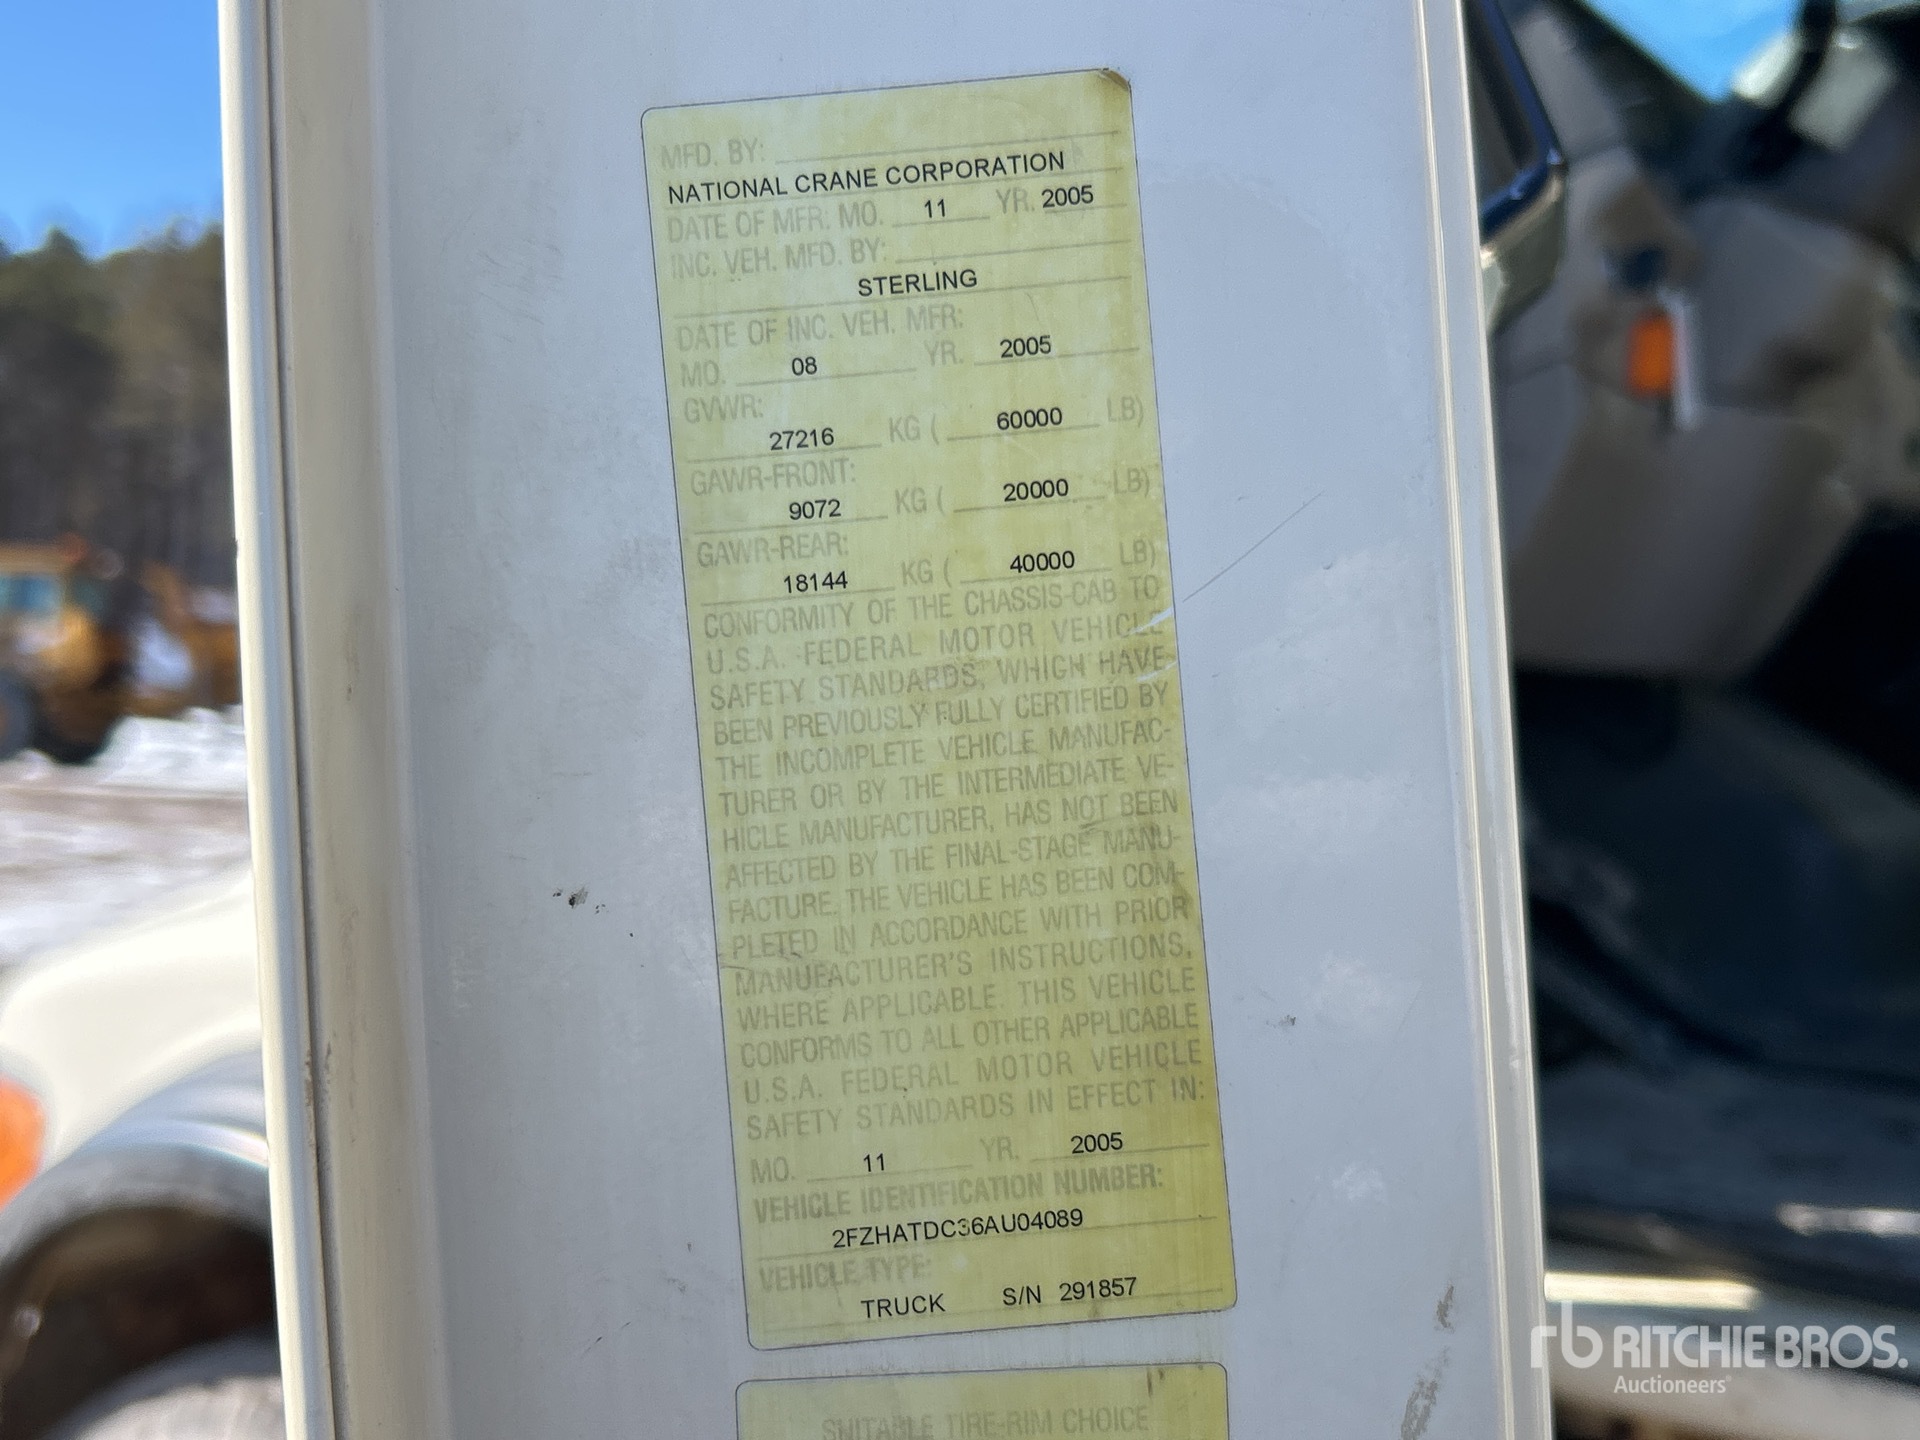 MFD. BY:
NATIONAL CRANE CORPORATION
DATE OF MFR: MO. 11 YR. 2005
INC. VEH. MFD. BY:
STERLING
DATE OF INC. VEH. MFR:
MO. 08 YR. 2005
GVWR:
27216 KG ( 60000 LB)
GAWR-FRONT:
9072 KG ( 20000 LB)
GAWR-REAR:
18144 KG ( 40000 LB)
CONFORMITY OF THE CHASSIS-CAB TO
U.S.A. FEDERAL MOTOR VEHICLE
SAFETY STANDARDS, WHICH HAVE
BEEN PREVIOUSLY FULLY CERTIFIED BY
THE INCOMPLETE VEHICLE MANUFAC-
TURER OR BY THE INTERMEDIATE VE-
HICLE MANUFACTURER, HAS NOT BEEN
AFFECTED BY THE FINAL-STAGE MANU-
FACTURE. THE VEHICLE HAS BEEN COM-
PLETED IN ACCORDANCE WITH PRIOR
MANUFACTURER'S INSTRUCTIONS,
WHERE APPLICABLE. THIS VEHICLE
CONFORMS TO ALL OTHER APPLICABLE
U.S.A. FEDERAL MOTOR VEHICLE
SAFETY STANDARDS IN EFFECT IN:
MO. 11 YR. 2005
VEHICLE IDENTIFICATION NUMBER:
2FZHATDC36AU04089
VEHICLE TYPE:
TRUCK S/N 291857
SUITABLE TIRE-RIM CHOICE
rb RITCHIE BROS.
Auctioneers